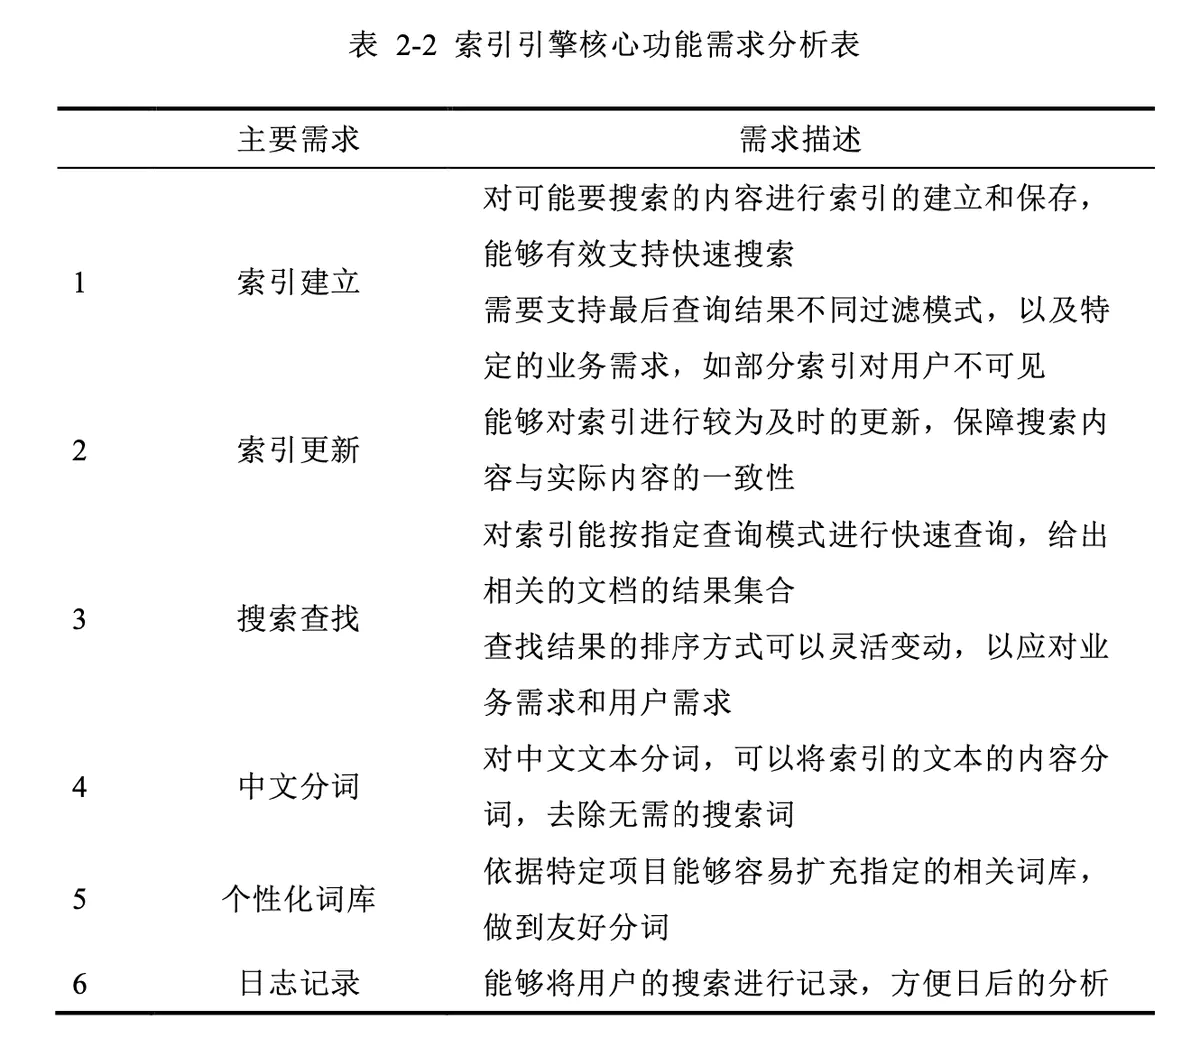 表 2-2 索引引擎核心功能需求分析表
主要需求 需求描述
对可能要搜索的内容进行索引的建立和保存，
能够有效支持快速搜索
1 索引建立
需要支持最后查询结果不同过滤模式，以及特
定的业务需求，如部分索引对用户不可见
能够对索引进行较为及时的更新，保障搜索内
2 索引更新
容与实际内容的一致性
对索引能按指定查询模式进行快速查询，给出
相关的文档的结果集合
3 搜索查找
查找结果的排序方式可以灵活变动，以应对业
务需求和用户需求
对中文文本分词，可以将索引的文本的内容分
4 中文分词
词，去除无需的搜索词
依据特定项目能够容易扩充指定的相关词库，
5 个性化词库
做到友好分词
6 日志记录 能够将用户的搜索进行记录，方便日后的分析